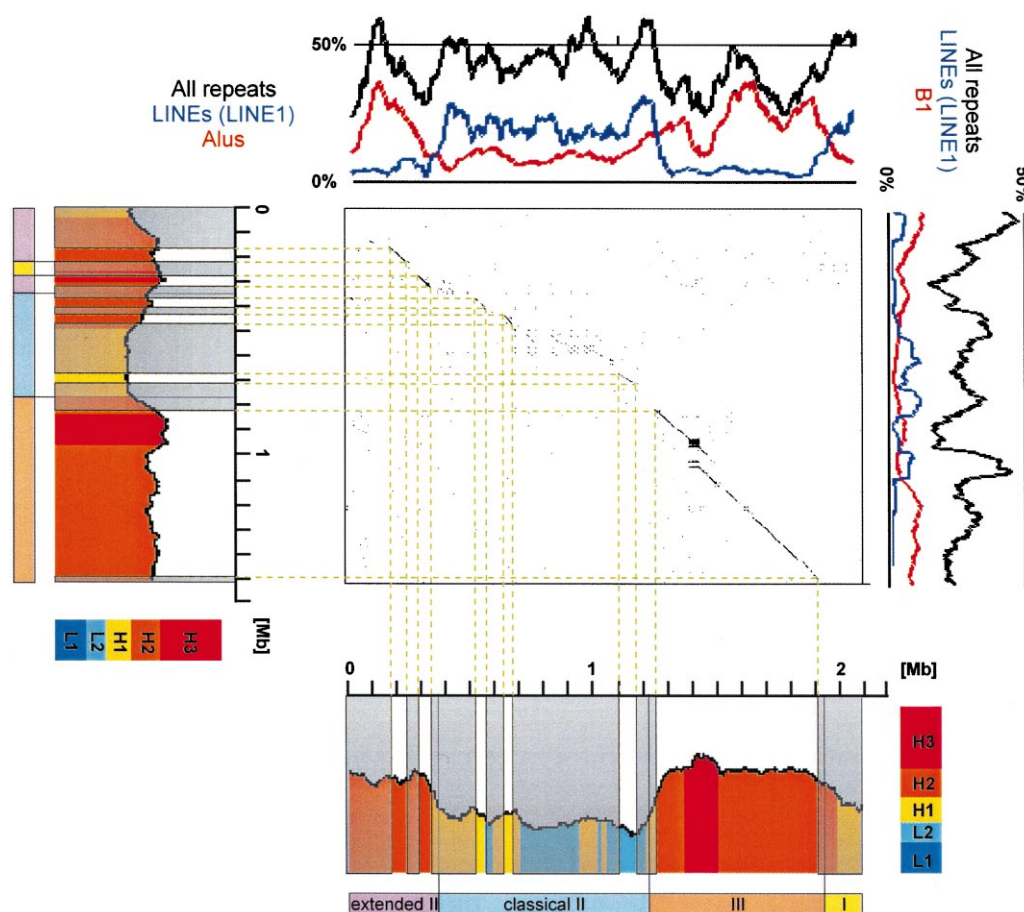 50%
All repeats
LINEs (LINE1)
Alus
0%
All repeats
LINEs (LINE1)
B1
0%
50%
0
1
[Mb]
L1
L2
H1
H2
H3
0
1
2
[Mb]
H3
H2
H1
L2
L1
extended II
classical II
III
I